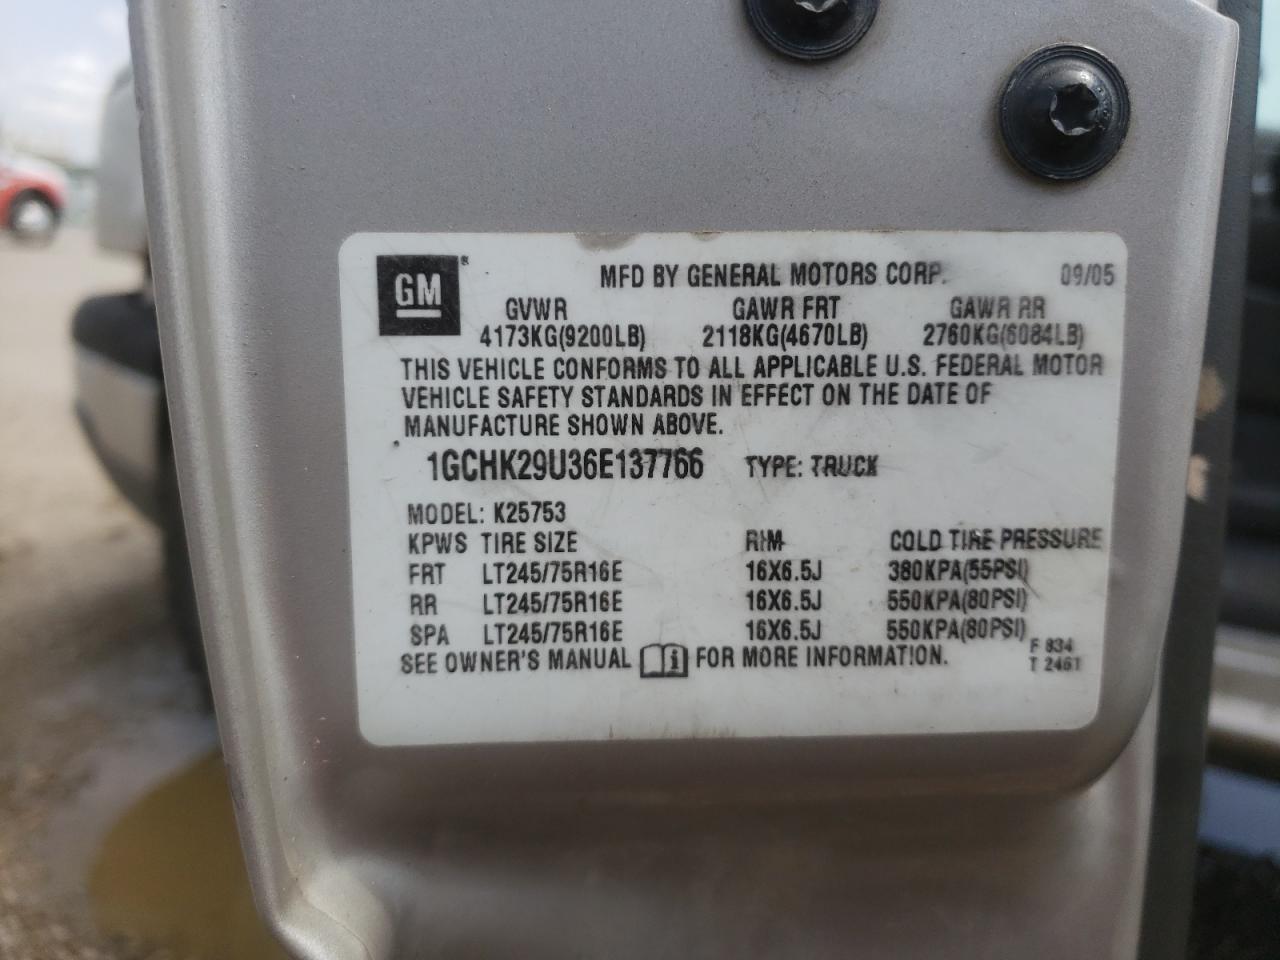 GM®
MFD BY GENERAL MOTORS CORP. 09/05
GVWR GAWR FRT GAWR RR
4173KG(9200LB) 2118KG(4670LB) 2760KG(6084LB)
THIS VEHICLE CONFORMS TO ALL APPLICABLE U.S. FEDERAL MOTOR
VEHICLE SAFETY STANDARDS IN EFFECT ON THE DATE OF
MANUFACTURE SHOWN ABOVE.
1GCHK29U36E137766 TYPE: TRUCK
MODEL: K25753
KPWS TIRE SIZE RIM COLD TIRE PRESSURE
FRT LT245/75R16E 16X6.5J 380KPA(55PSI)
RR LT245/75R16E 16X6.5J 550KPA(80PSI)
SPA LT245/75R16E 16X6.5J 550KPA(80PSI)
SEE OWNER'S MANUAL i FOR MORE INFORMATION.
F 834
T 2461